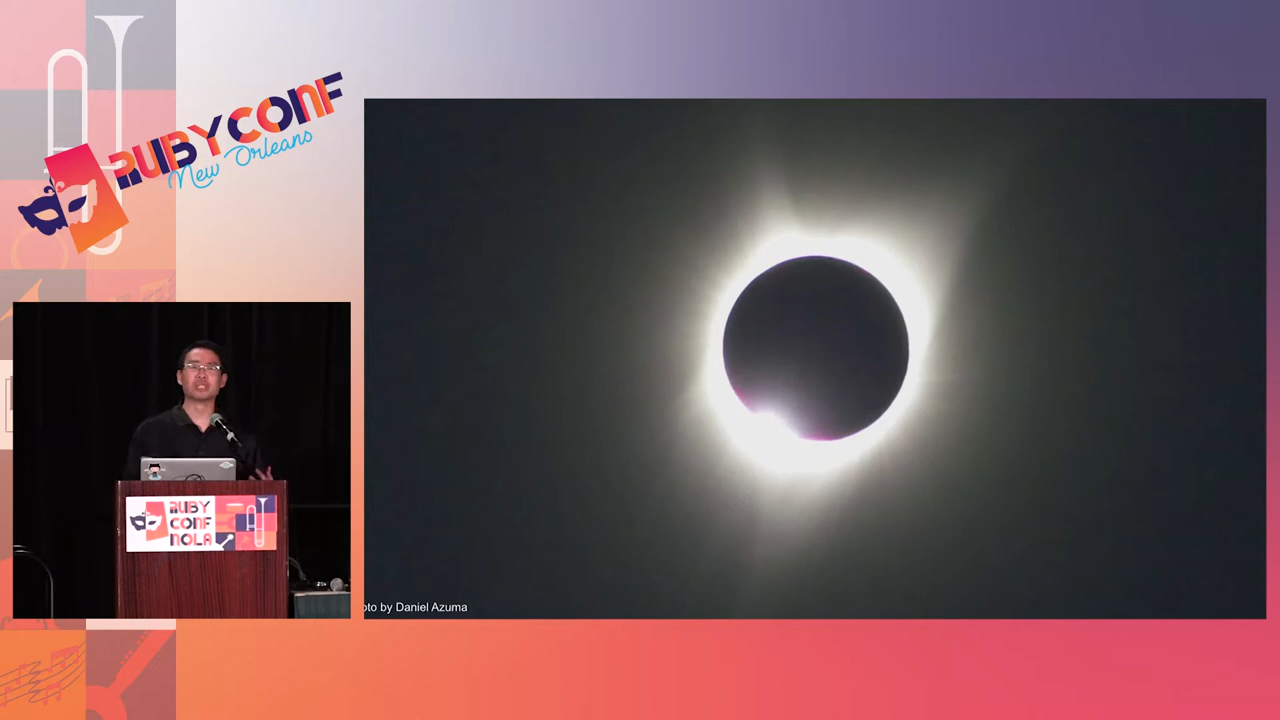 RUBYCONF
New Orleans
RUBY
CONF
NOLA
oto by Daniel Azuma